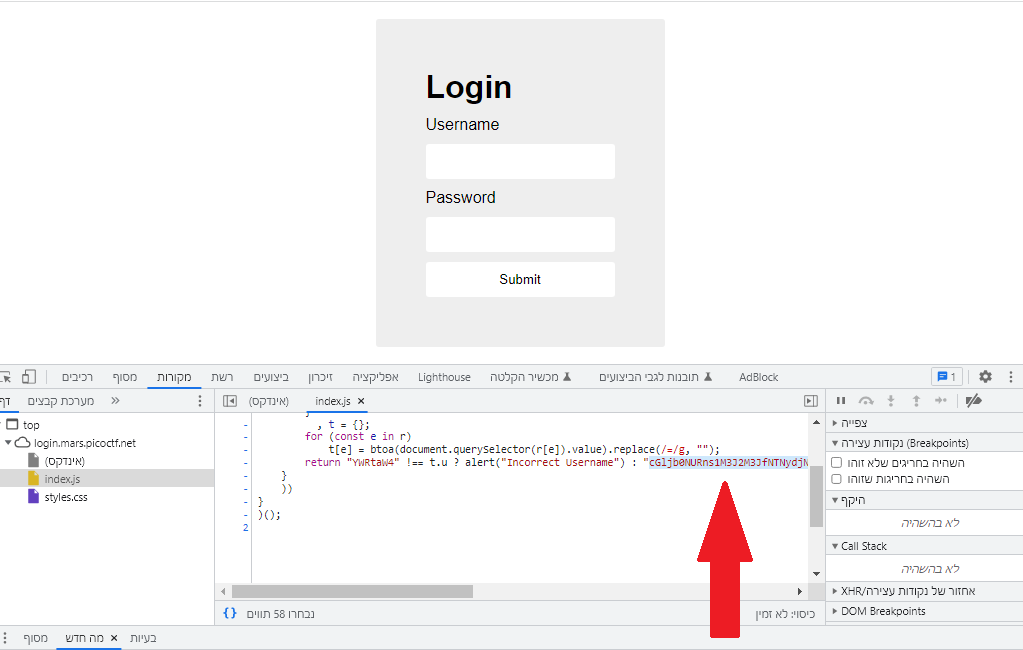 Login
Username
Password
Submit
רכיבים מסוף מקורות רשת ביצועים זיכרון אפליקציה Lighthouse מכשיר הקלטה תובנות לגבי הביצועים AdBlock 1
דף מערכת קבצים » (אינדקס) index.js ×
top
login.mars.picoctf.net
(אינדקס)
index.js
styles.css
- , t = {};
- for (const e in r)
- t[e] = btoa(document.querySelector(r[e]).value).replace(/=/g, "");
- return "YWRtaW4" !== t.u ? alert("Incorrect Username") :
- }
- ))
- }
- )();
2
{} נבחרו 58 תווים כיסוי: לא זמין
צפייה
נקודות עצירה (Breakpoints)
השהיה בחריגים שלא זוהו
השהיה בחריגות שזוהו
היקף
לא בהשהיה
Call Stack
לא בהשהיה
אחזור של נקודות עצירה/XHR
DOM Breakpoints
מסוף מה חדש × בעיות